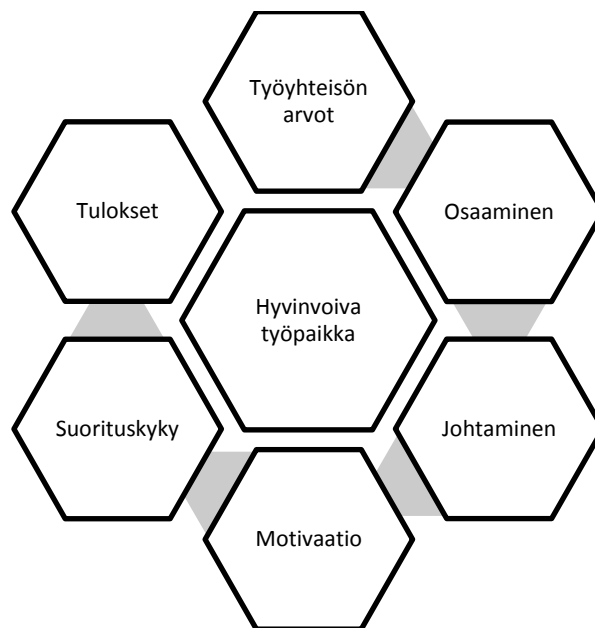 Työyhteisön
arvot
Tulokset
Osaaminen
Hyvinvoiva
työpaikka
Suorituskyky
Johtaminen
Motivaatio